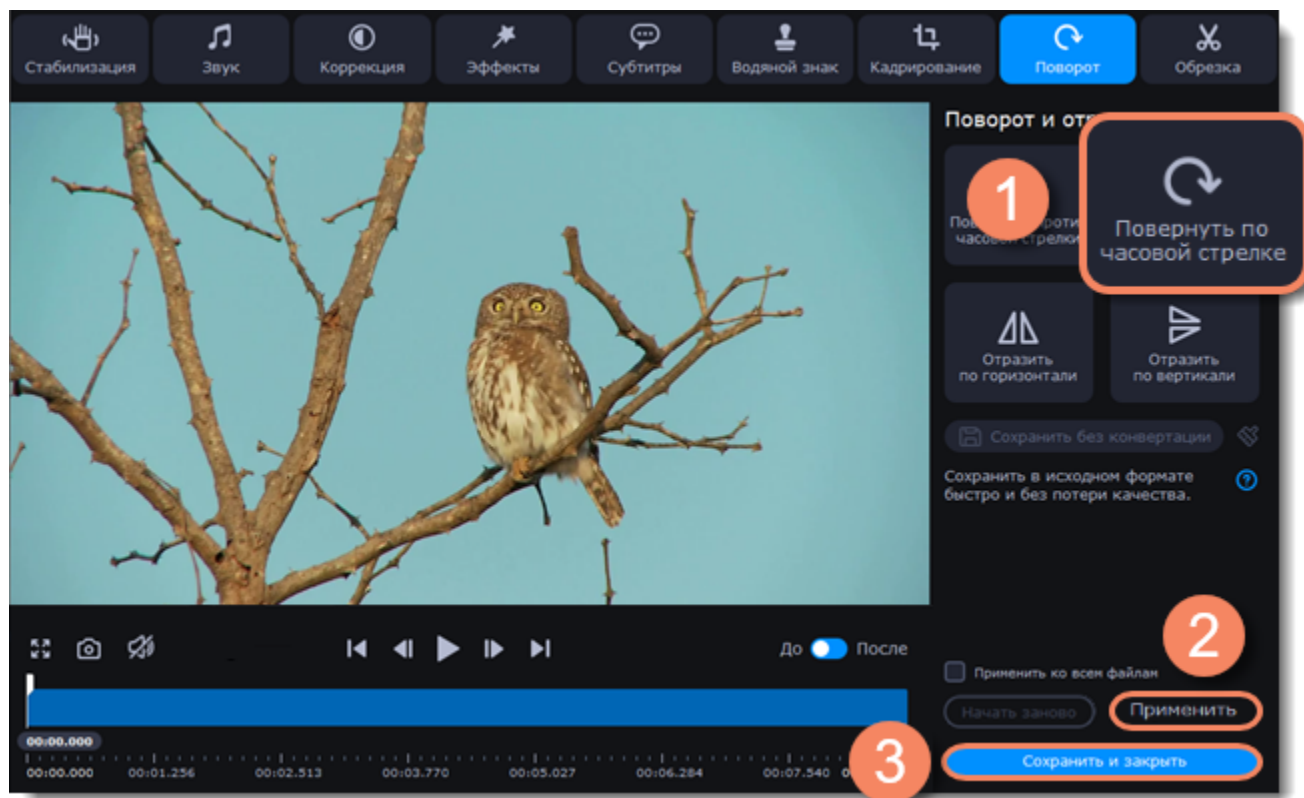 Стабилизация
Звук
Коррекция
Эффекты
Субтитры
Водяной знак
Кадрирование
Поворот
Обрезка
Поворот и
1
часовой стрелки
Повернуть по
часовой стрелке
Отразить
по горизонтали
Отразить
по вертикали
Сохранить без конвертации
Сохранить в исходном формате
быстро и без потери качества.
?
До
После
2
Применить ко всем файлам
Начать заново
Применить
00:00.000
3
Сохранить и закрыть
00:00.000
00:01.256
00:02.513
00:03.770
00:05.027
00:06.284
00:07.540